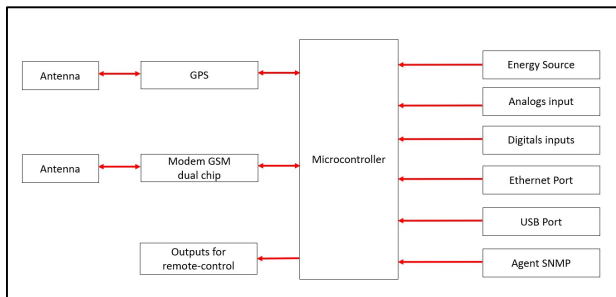 Antenna
GPS
Antenna
Modem GSM
dual chip
Outputs for
remote-control
Microcontroller
Energy Source
Analogs input
Digitals inputs
Ethernet Port
USB Port
Agent SNMP